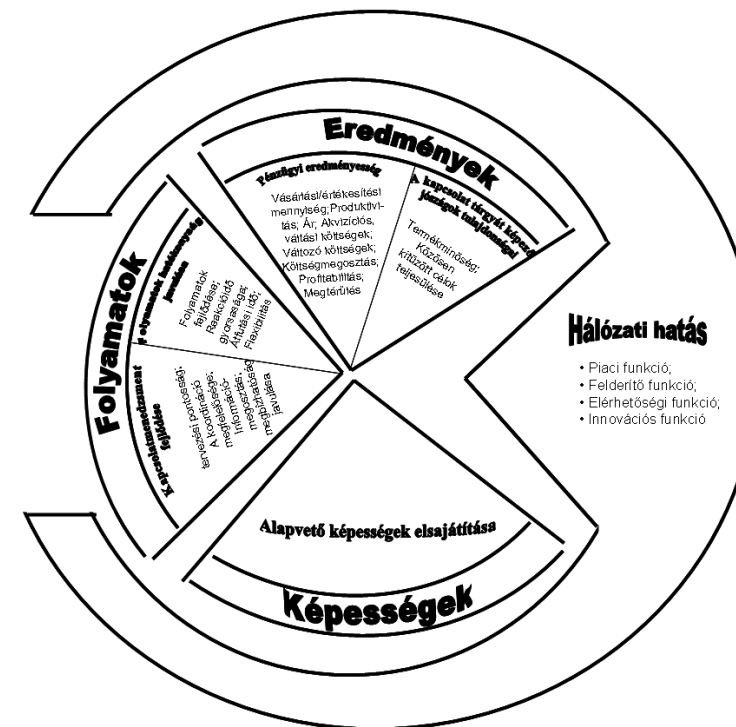 Eredmények
Pénzügyi eredményesség
Vásárlási/értékesítési
mennyiség; Produktivi-
tás; Ár; Akvizíciós,
váltási költségek;
Változó költségek;
Költségmegosztás;
Profitabilitás;
Megtérülés
A kapcsolat tárgyát képező
jószágok tulajdonságai
Termékminőség;
Közösen
kitűzött célok
teljesülése
Folyamatok
Folyamatok hatékonyság
javulása
Folyamatok
fejlődése;
Reakcióidő
gyorsasága;
Átfutási idő;
Flexibilitás
Kapcsolatmenedzsment
fejlődése
tervezési pontosság;
A koordináció
megfelelősége;
Információ-
megosztás;
megbízhatóság
javulása
Hálózati hatás
• Piaci funkció;
• Felderítő funkció;
• Elérhetőségi funkció;
• Innovációs funkció
Alapvető képességek elsajátítása
Képességek